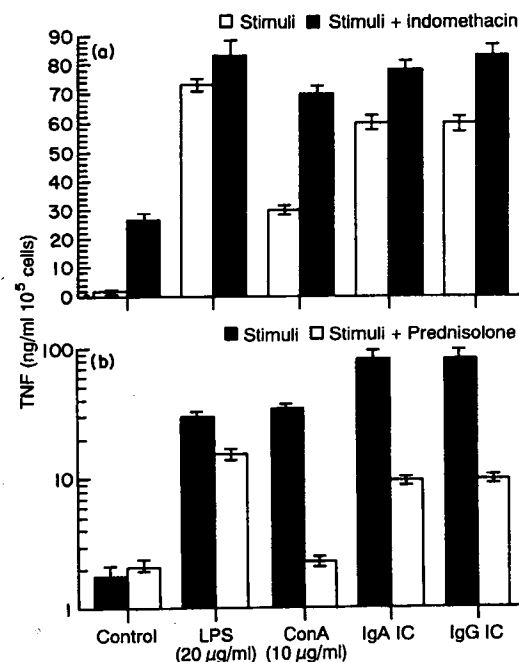 Stimuli Stimuli + indomethacin
(a)
90
80
70
60
50
40
30
20
10
0
TNF (ng/ml 10⁵ cells)
Stimuli Stimuli + Prednisolone
(b)
100
10
1
Control LPS ConA IgA IC IgG IC
(20 µg/ml) (10 µg/ml)